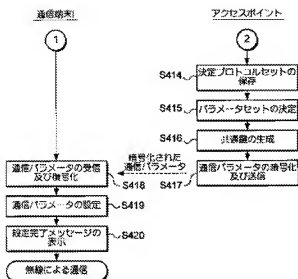 通信端末
アクセスポイント
1
2
S414
決定プロトコルセットの
保存
S415
パラメータセットの決定
S416
共通鍵の生成
暗号化された
通信パラメータ
通信パラメータの受信
及び復号化
S418
通信パラメータの暗号化
及び送信
S417
通信パラメータの設定
S419
設定完了メッセージの
表示
S420
無線による通信